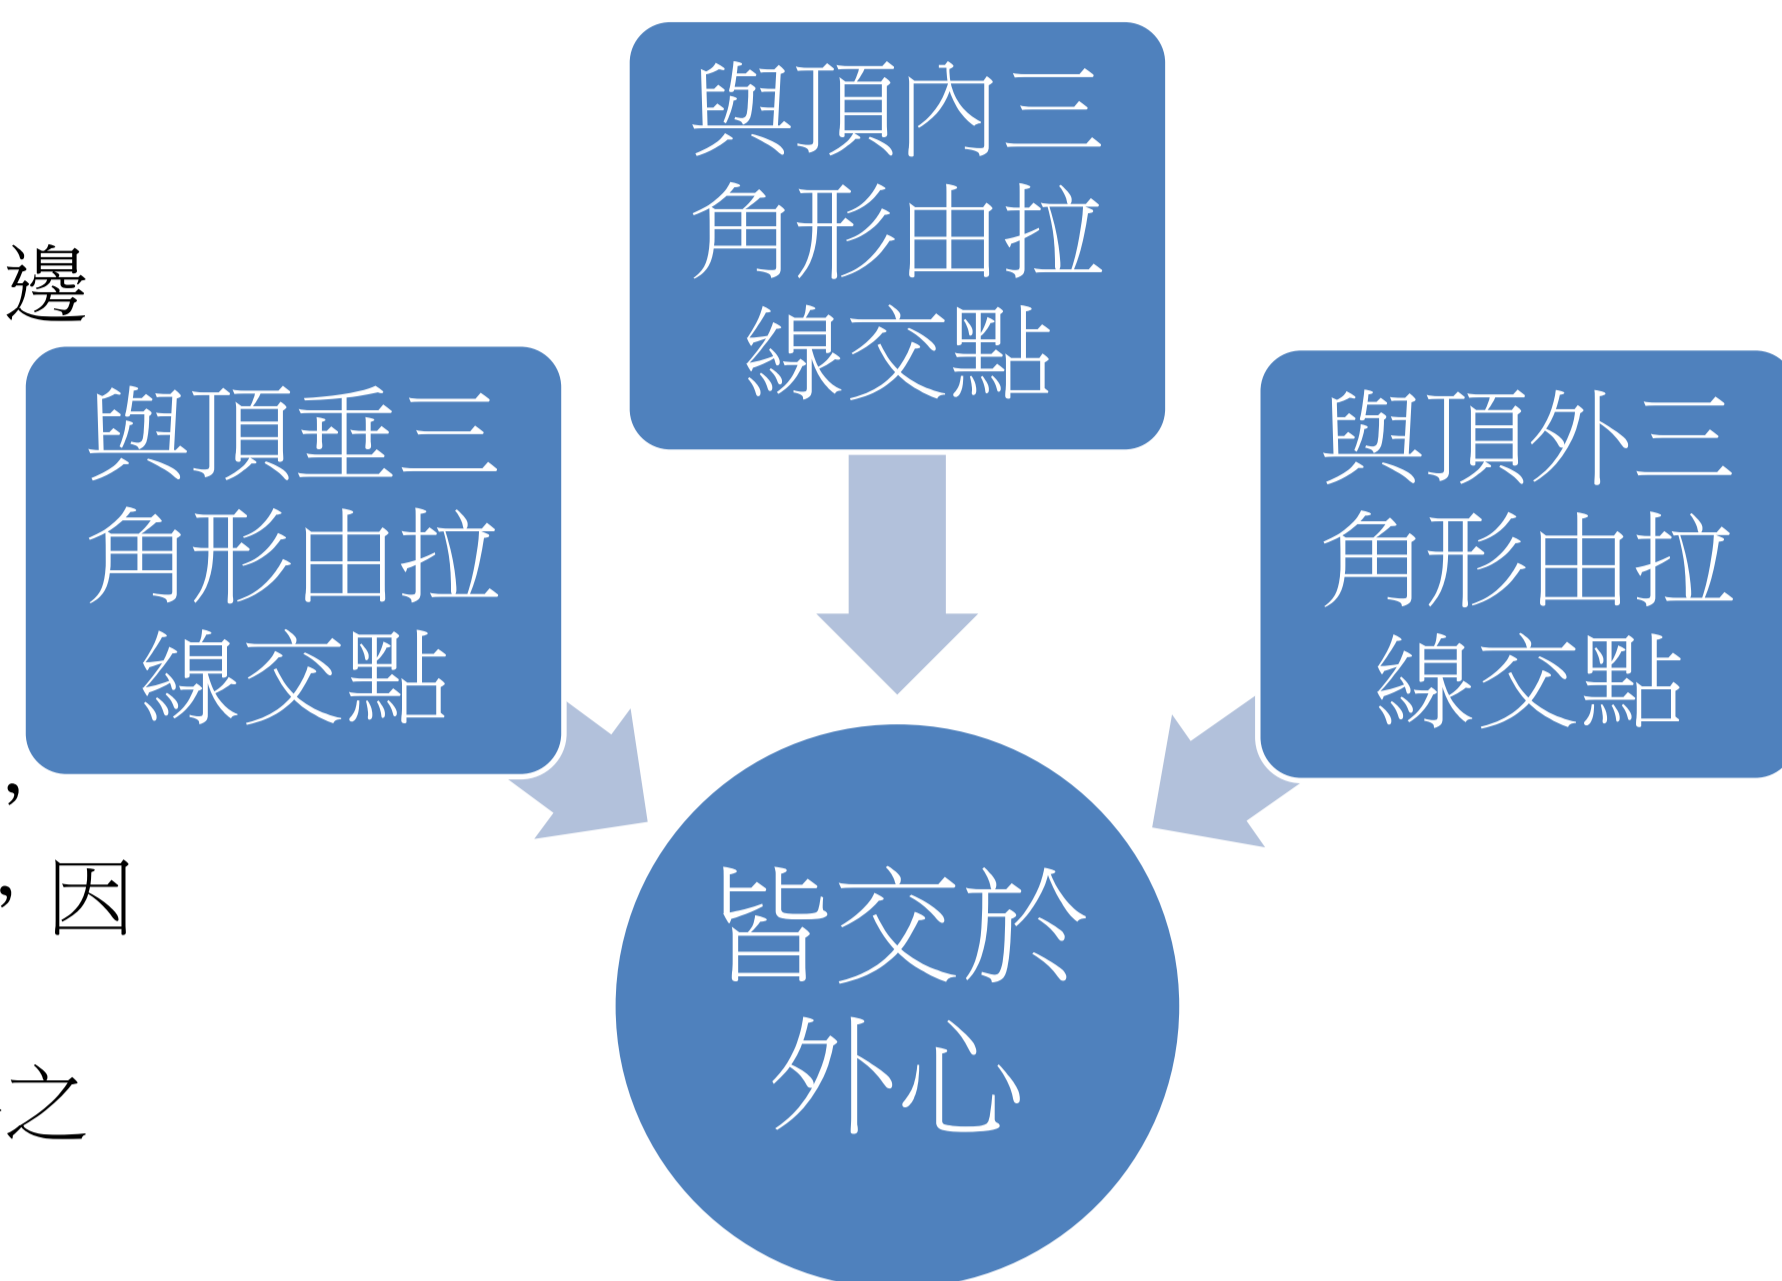 邊
，
，因
之
與頂垂三
角形由拉
線交點
與頂內三
角形由拉
線交點
與頂外三
角形由拉
線交點
皆交於
外心